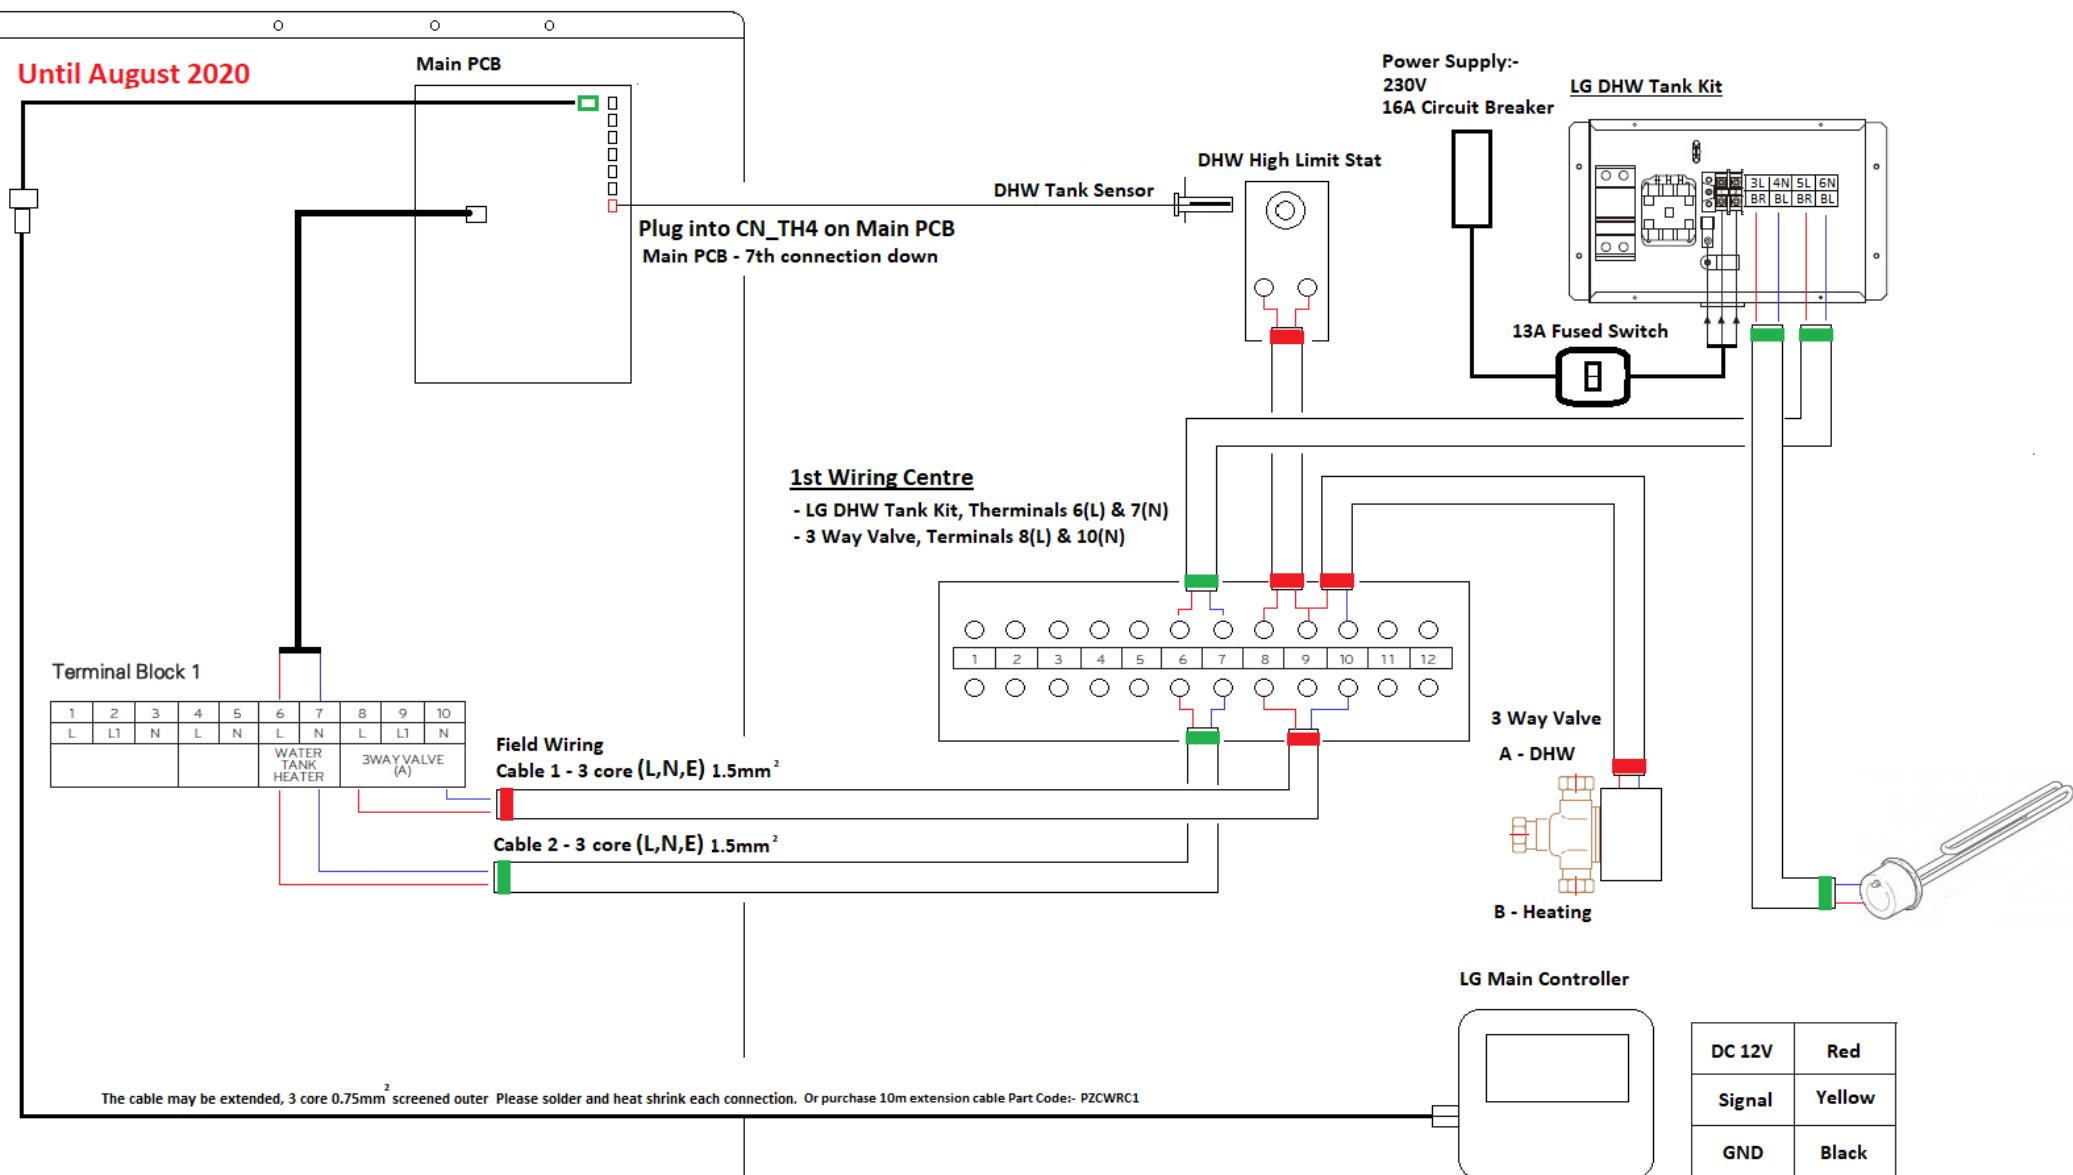 Until August 2020
Main PCB
Plug into CN_TH4 on Main PCB
Main PCB - 7th connection down
DHW Tank Sensor
DHW High Limit Stat
Power Supply:-
230V
16A Circuit Breaker
LG DHW Tank Kit
3L 4N 5L 6N
BR BL BR BL
13A Fused Switch
1st Wiring Centre
- LG DHW Tank Kit, Therminals 6(L) & 7(N)
- 3 Way Valve, Terminals 8(L) & 10(N)
1 2 3 4 5 6 7 8 9 10 11 12
Terminal Block 1
1 2 3 4 5 6 7 8 9 10
L L1 N L N L N L L1 N
WATER
TANK
HEATER
3WAY VALVE
(A)
Field Wiring
Cable 1 - 3 core (L,N,E) 1.5mm²
Cable 2 - 3 core (L,N,E) 1.5mm²
3 Way Valve
A - DHW
B - Heating
LG Main Controller
DC 12V Red
Signal Yellow
GND Black
The cable may be extended, 3 core 0.75mm² screened outer Please solder and heat shrink each connection. Or purchase 10m extension cable Part Code:- PZCWRC1